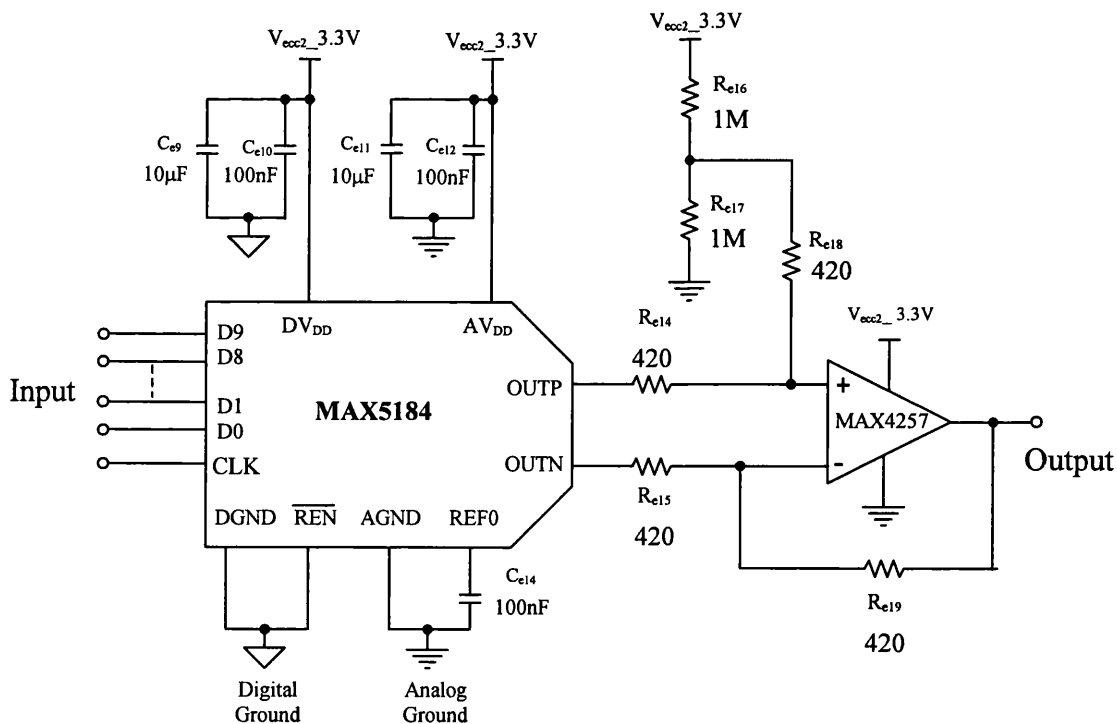 Vecc2_3.3V
Vecc2_3.3V
Vecc2_3.3V
Re16
1M
Ce9
10μF
Ce10
100nF
Ce11
10μF
Ce12
100nF
Re17
1M
Re18
420
DVDD
AVDD
Re14
420
Vecc2_ 3.3V
Input
D9
D8
D1
D0
CLK
MAX5184
OUTP
OUTN
+
MAX4257
-
Output
Re15
420
DGND
REN
AGND
REF0
Ce14
100nF
Re19
420
Digital
Ground
Analog
Ground